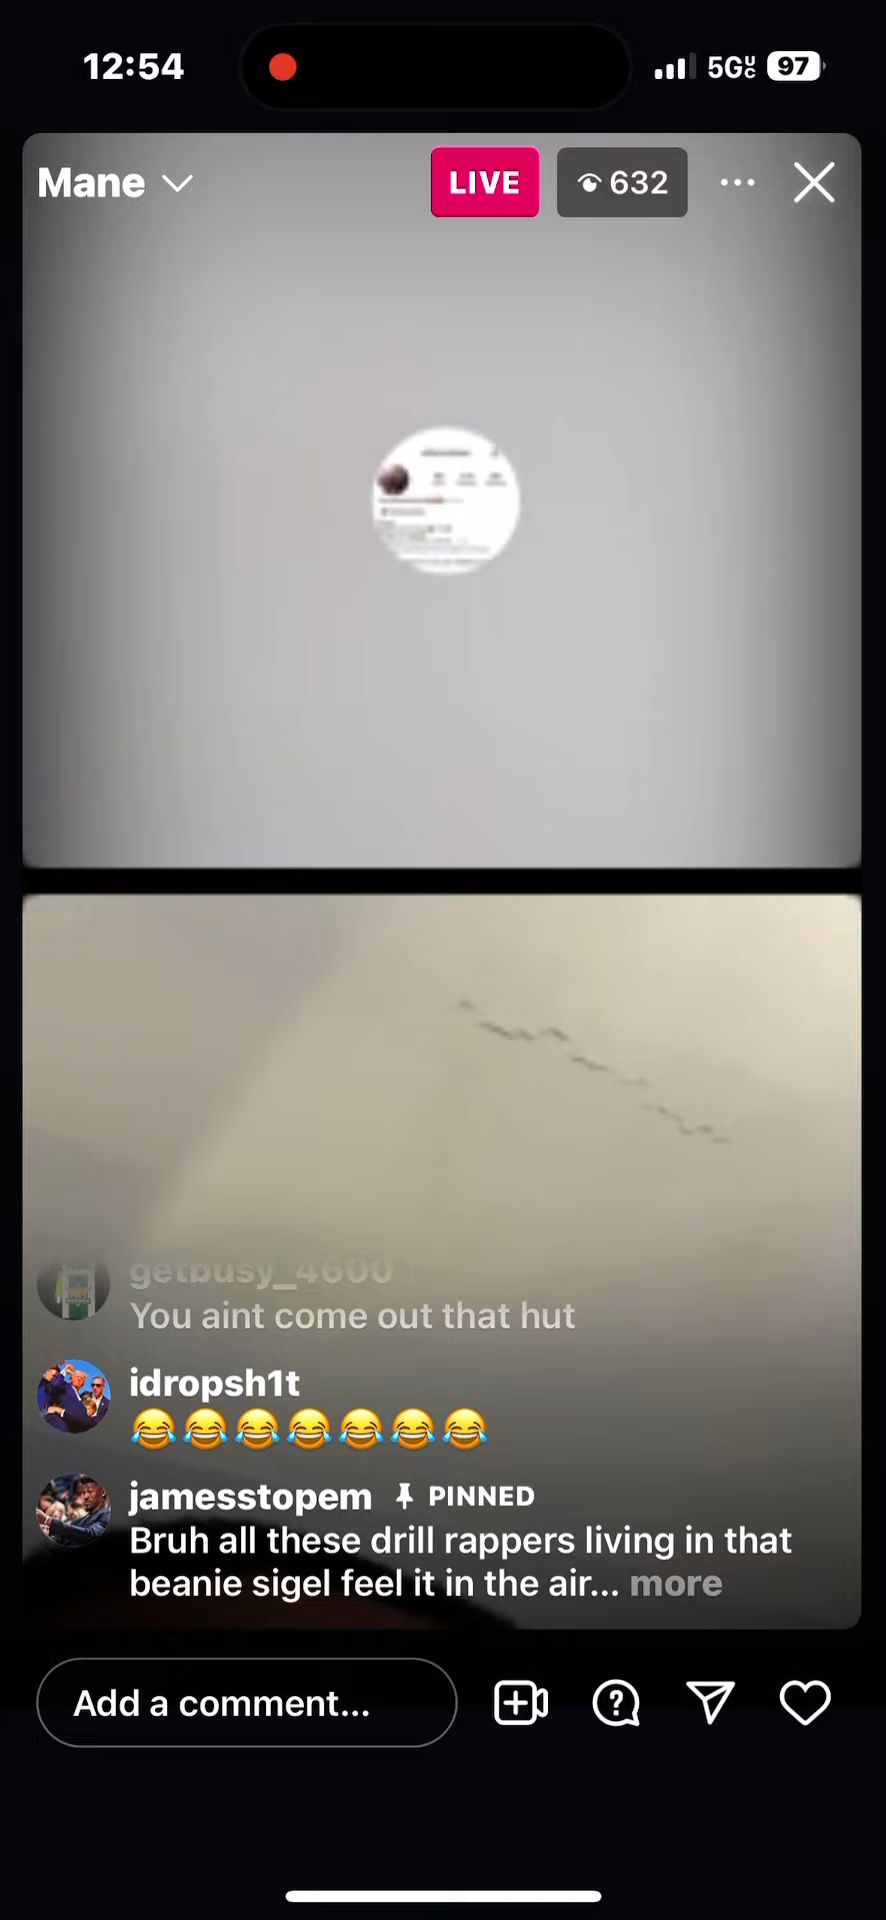 12:54
5G UC
97
Mane
LIVE
632
getbusy_4600
You aint come out that hut
idropsh1t
😂😂😂😂😂😂😂
jamesstopem PINNED
Bruh all these drill rappers living in that
beanie sigel feel it in the air... more
Add a comment...